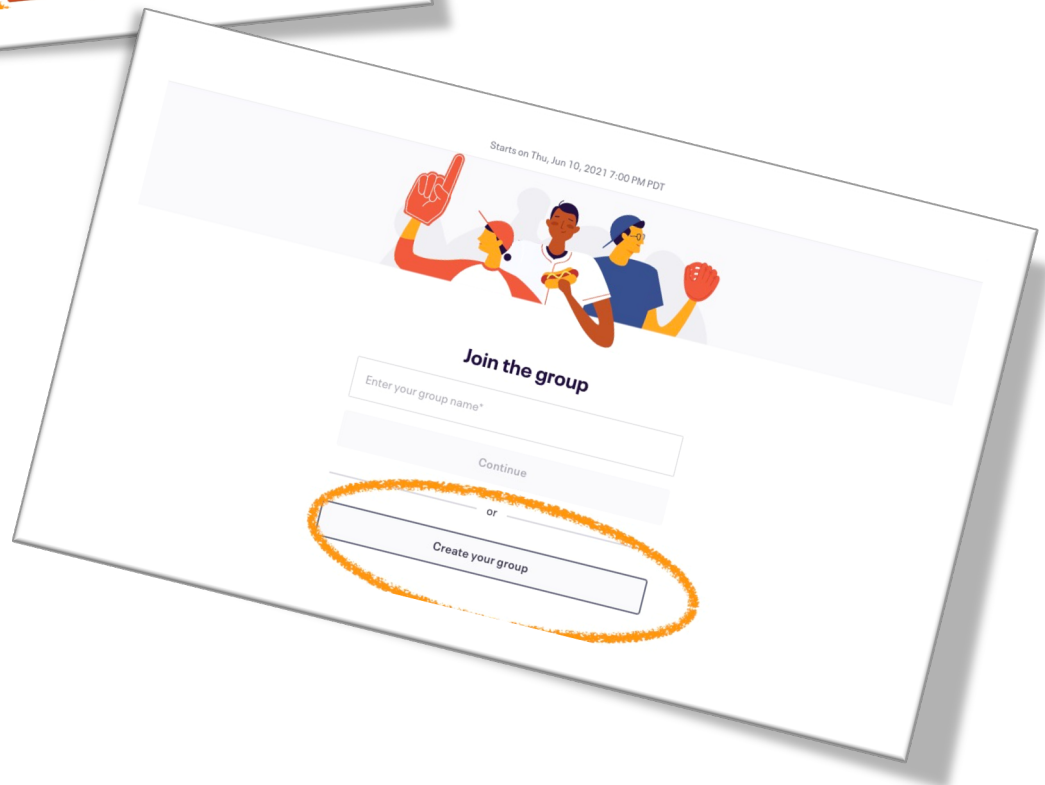 Starts on Thu, Jun 10, 2021 7:00 PM PDT
Join the group
Enter your group name*
Continue
or
Create your group